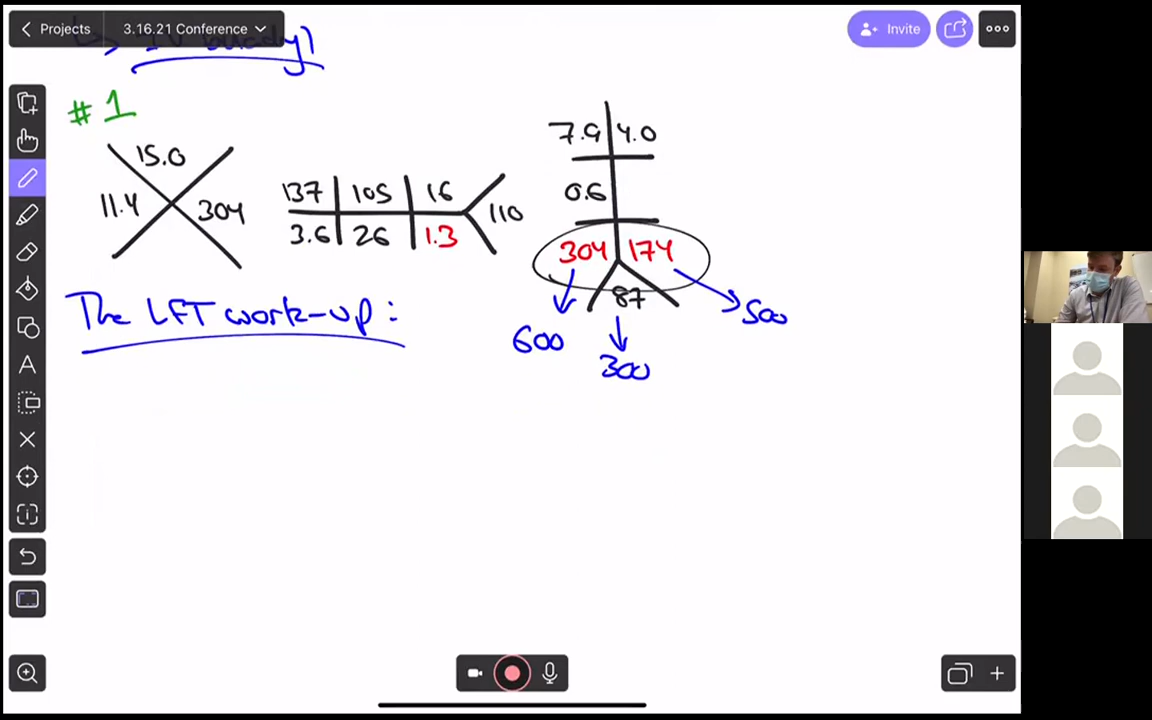 Projects
3.16.21 Conference
Invite
#1
15.0
11.4 304
137 105 16
110
3.6 26 1.3
7.9 4.0
0.6
304 174
87
The LFT work-up:
600
300
500